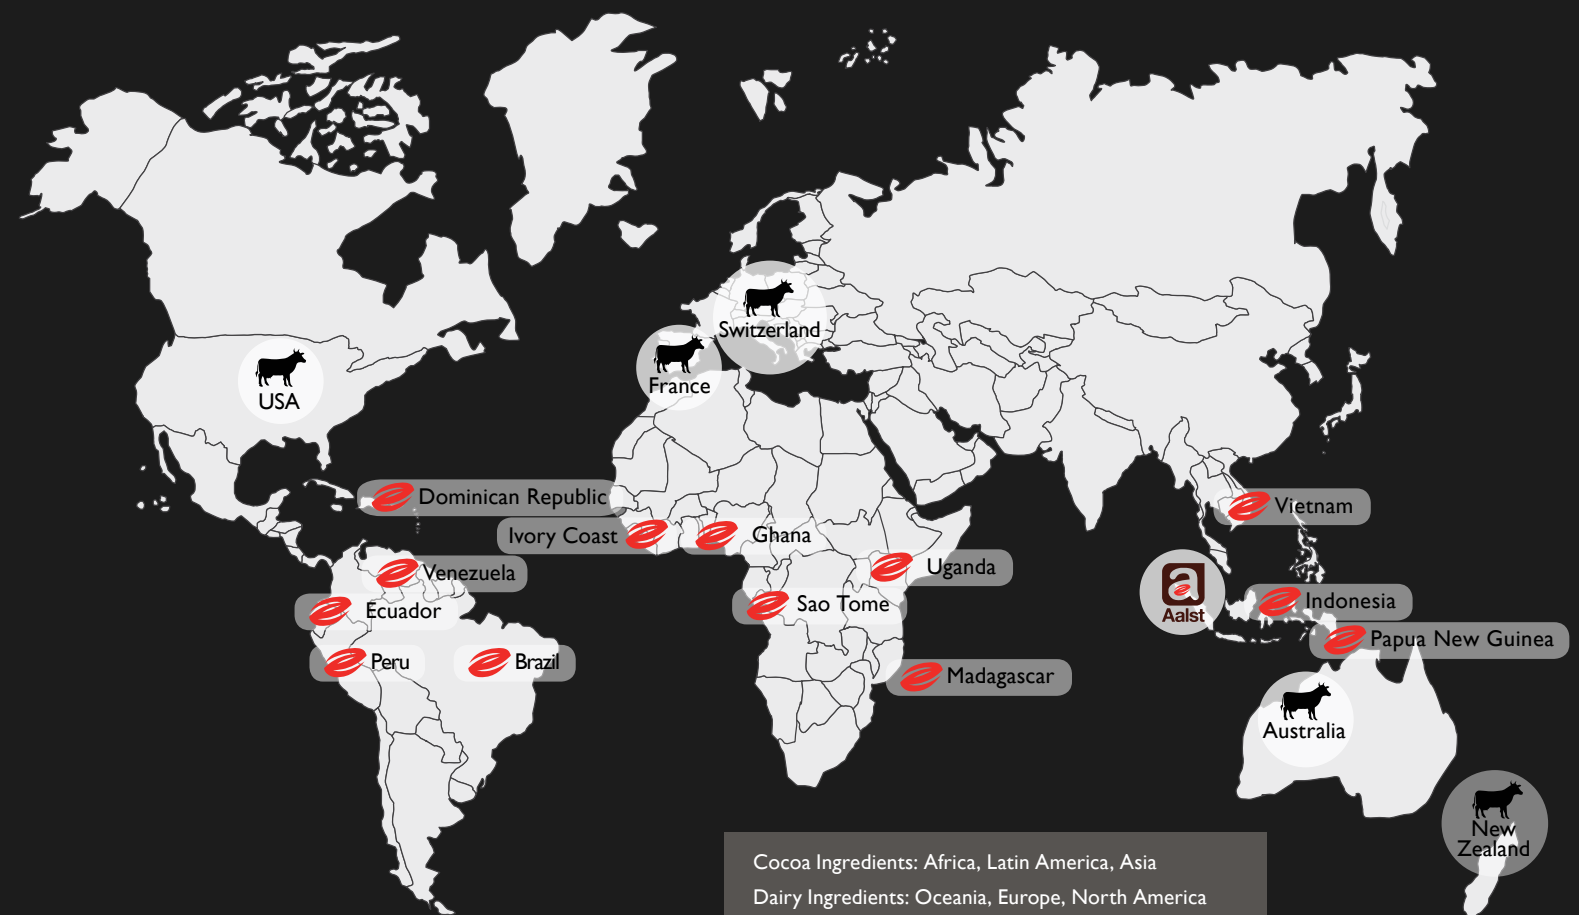 Switzerland
France
USA
Dominican Republic
Vietnam
Ivory Coast
Ghana
Uganda
Venezuela
a
Aalst
Indonesia
Ecuador
Sao Tome
Papua New Guinea
Peru
Brazil
Madagascar
Australia
New
Zealand
Cocoa Ingredients: Africa, Latin America, Asia
Dairy Ingredients: Oceania, Europe, North America